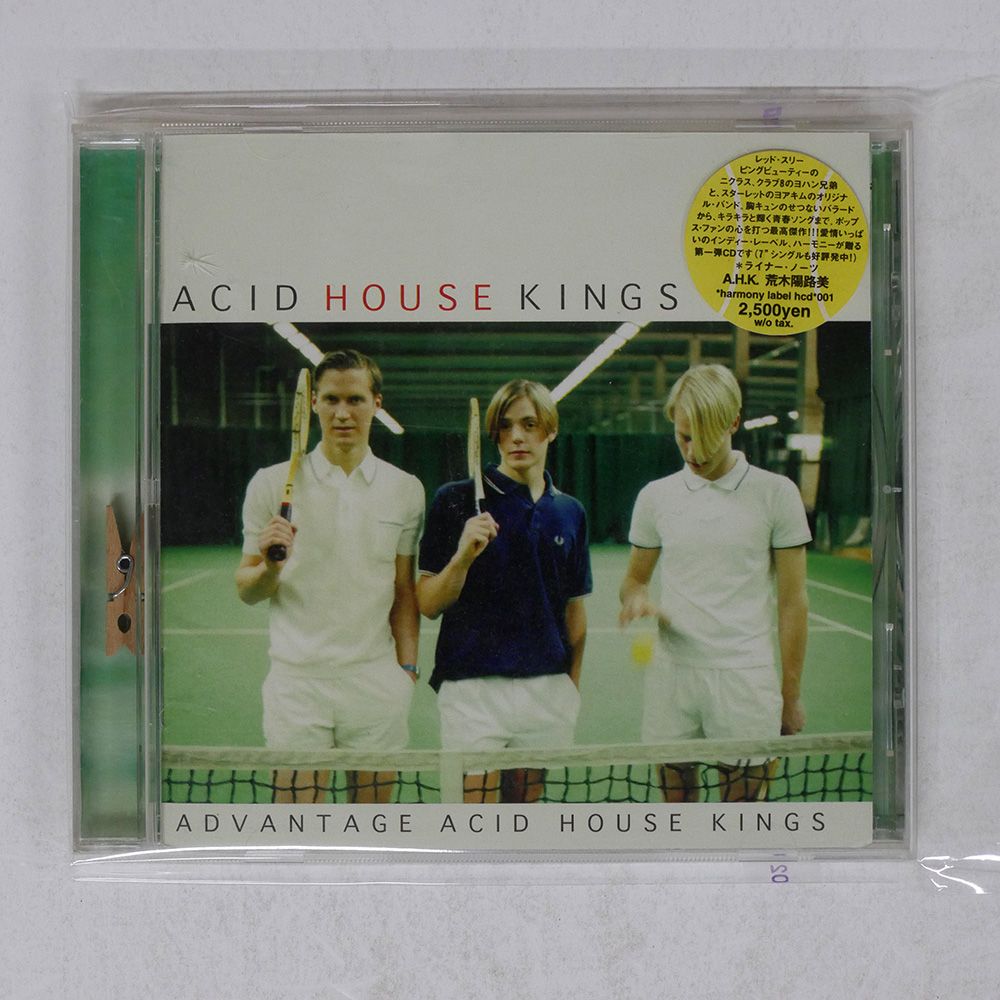 レッド・スリー
ピングビューティーの
ニクラス、クラブ8のヨハン兄弟
と、スターレットのヨアキムのオリジナ
ル・バンド、胸キュンのせつないバラード
から、キラキラと輝く青春ソングまで、ポップ
ス・ファンの心を打つ最高傑作!!!愛情いっぱ
いのインディー・レーベル、ハーモニーが贈る
第一弾CDです(7"シングルも好評発中!)
*ライナー・ノーツ
A.H.K. 荒木陽路美
*harmony label hcd*001
2,500yen
w/o tax.
ACID HOUSE KINGS
ADVANTAGE ACID HOUSE KINGS
02